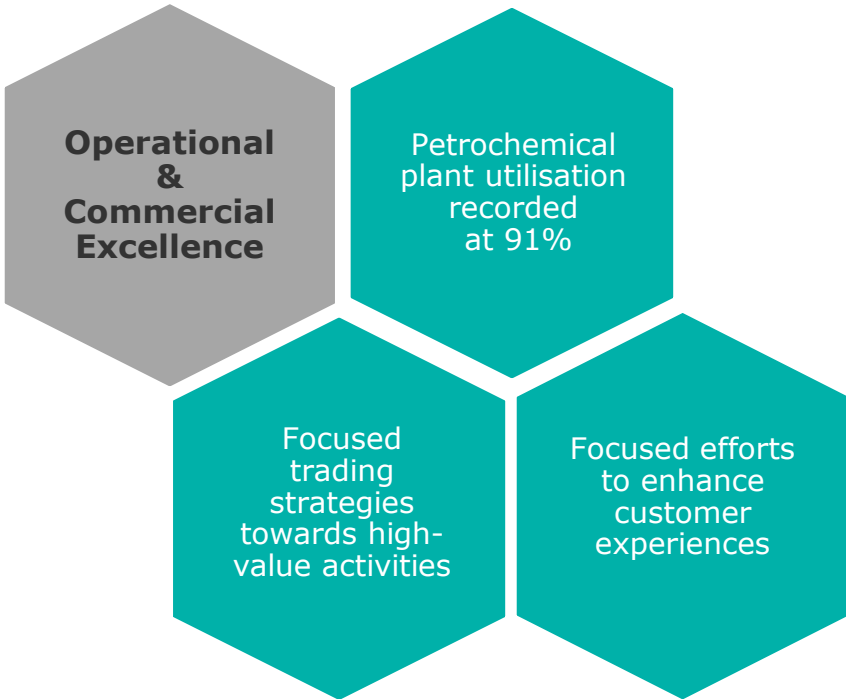 Operational
&
Commercial
Excellence
Petrochemical
plant utilisation
recorded
at 91%
Focused
trading
strategies
towards high-
value activities
Focused efforts
to enhance
customer
experiences